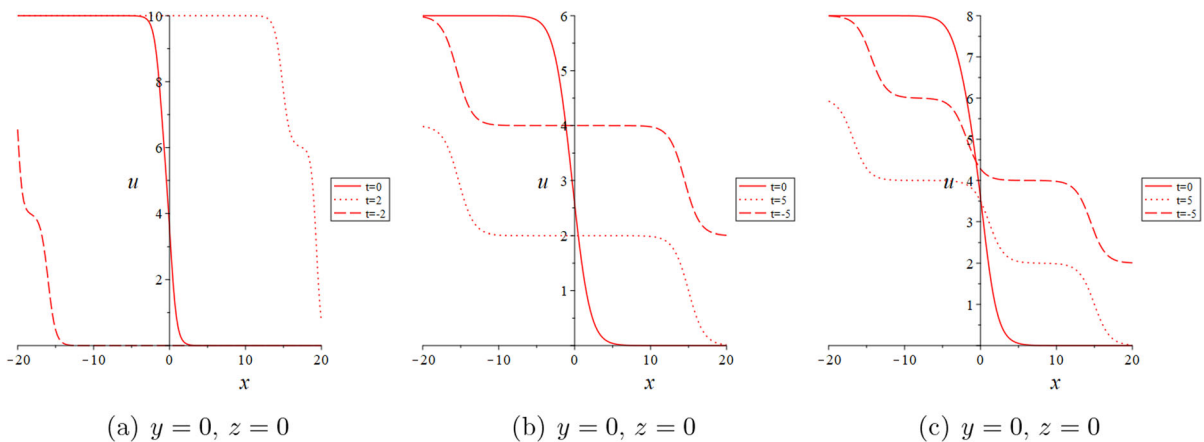 10
8
6
4
2
u
t=0
t=2
t=-2
-20
-10
0
10
20
x
(a) y = 0, z = 0
6
5
4
3
2
1
u
t=0
t=5
t=-5
-20
-10
0
10
20
x
(b) y = 0, z = 0
8
7
6
5
4
3
2
1
u
t=0
t=5
t=-5
-20
-10
0
10
20
x
(c) y = 0, z = 0